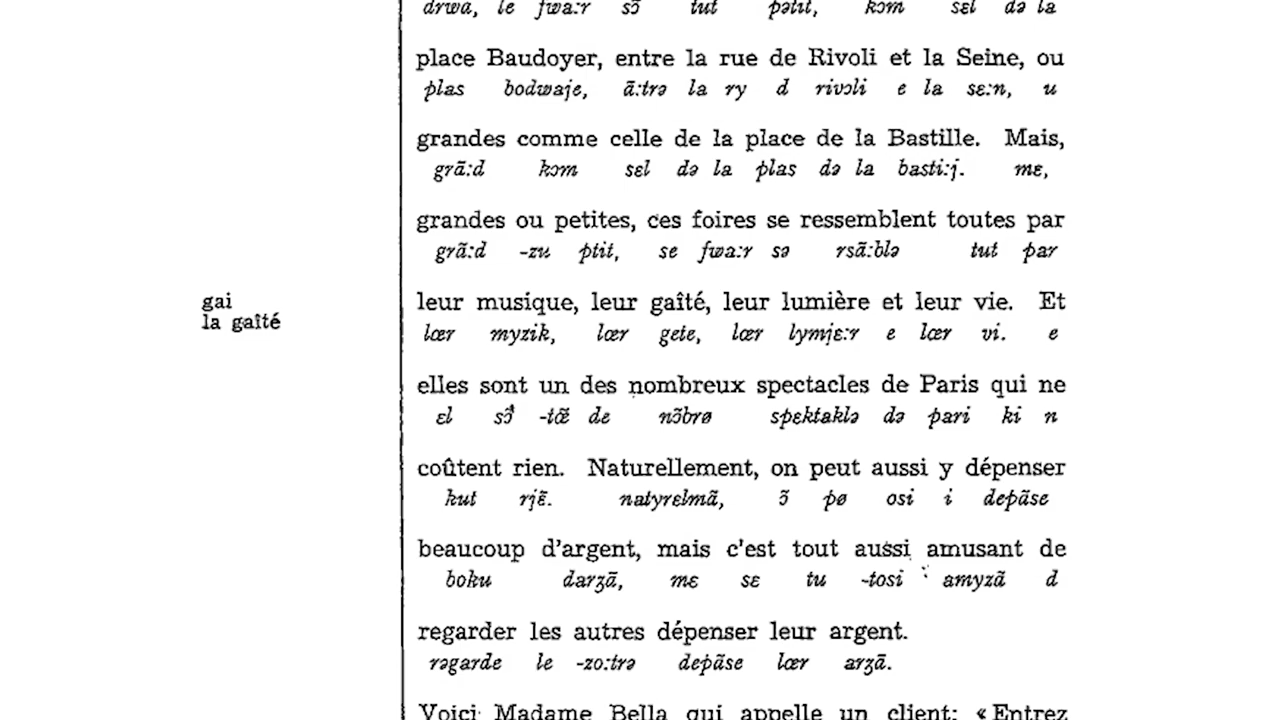 drwa, le fwa:r sɔ̃ tut pətit, kɔm sɛl də la
place Baudoyer, entre la rue de Rivoli et la Seine, ou
plas bodwaje, ɑ̃:trə la ry d rivɔli e la sɛ:n, u
grandes comme celle de la place de la Bastille. Mais,
grɑ̃:d kɔm sɛl də la plas də la basti:j. mɛ,
grandes ou petites, ces foires se ressemblent toutes par
grɑ̃:d -zu ptit, se fwa:r sə rsɑ̃:blə tut par
gai
la gaîté
leur musique, leur gaîté, leur lumière et leur vie. Et
lœr myzik, lœr gete, lœr lymjɛ:r e lœr vi. e
elles sont un des nombreux spectacles de Paris qui ne
ɛl sɔ̃ -tœ̃ de nɔ̃brø spɛktaklə də pari ki n
coûtent rien. Naturellement, on peut aussi y dépenser
kut rjɛ̃. natyrɛlmɑ̃, ɔ̃ pø osi i depɑ̃se
beaucoup d'argent, mais c'est tout aussi amusant de
boku darʒɑ̃, mɛ sɛ tu -tosi amyzɑ̃ d
regarder les autres dépenser leur argent.
rəgarde le -zo:trə depɑ̃se lœr arʒɑ̃.
Voici Madame Bella qui appelle un client: «Entrez